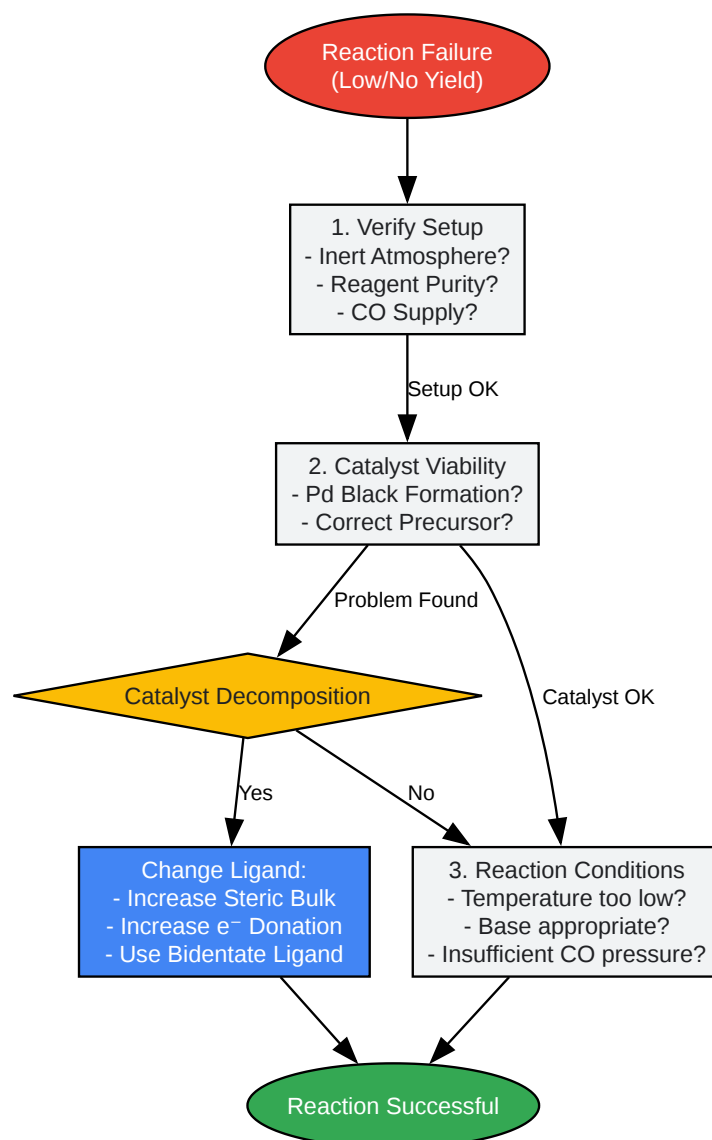 Reaction Failure
(Low/No Yield)
1. Verify Setup
- Inert Atmosphere?
- Reagent Purity?
- CO Supply?
Setup OK
2. Catalyst Viability
- Pd Black Formation?
- Correct Precursor?
Problem Found
Catalyst Decomposition
Catalyst OK
Yes
No
Change Ligand:
- Increase Steric Bulk
- Increase e⁻ Donation
- Use Bidentate Ligand
3. Reaction Conditions
- Temperature too low?
- Base appropriate?
- Insufficient CO pressure?
Reaction Successful